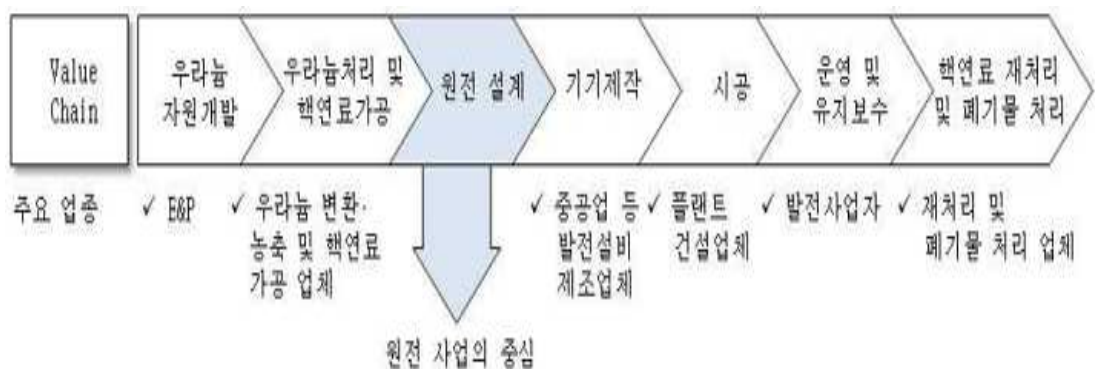 Value
Chain
우라늄
자원개발
우라늄처리 및
핵연료가공
원전 설계
기기제작
시공
운영 및
유지보수
핵연료 재처리
및 폐기물 처리
주요 업종
✓ E&P
✓ 우라늄 변환·
농축 및 핵연료
가공 업체
✓ 중공업 등
발전설비
제조업체
✓ 플랜트
건설업체
✓ 발전사업자
✓ 재처리 및
폐기물 처리 업체
원전 사업의 중심